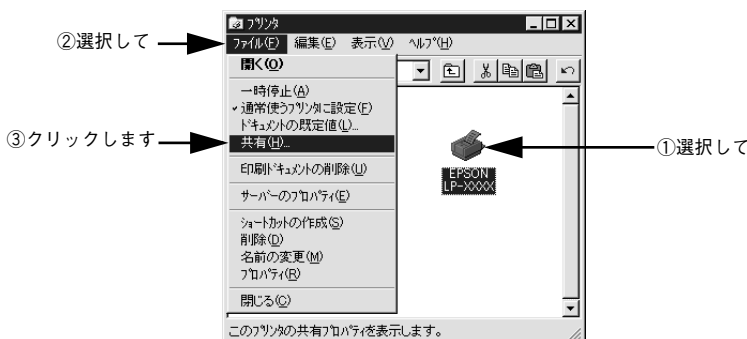 プリンタ
ファイル(F) 編集(E) 表示(V) ヘルプ(H)
②選択して
開く(O)
一時停止(A)
通常使うプリンタに設定(F)
ドキュメントの既定値(L)...
③クリックします
共有(H)...
①選択して
EPSON
LP-XXXX
印刷ドキュメントの削除(U)
サーバーのプロパティ(E)
ショートカットの作成(S)
削除(D)
名前の変更(M)
プロパティ(R)
閉じる(C)
このプリンタの共有プロパティを表示します。